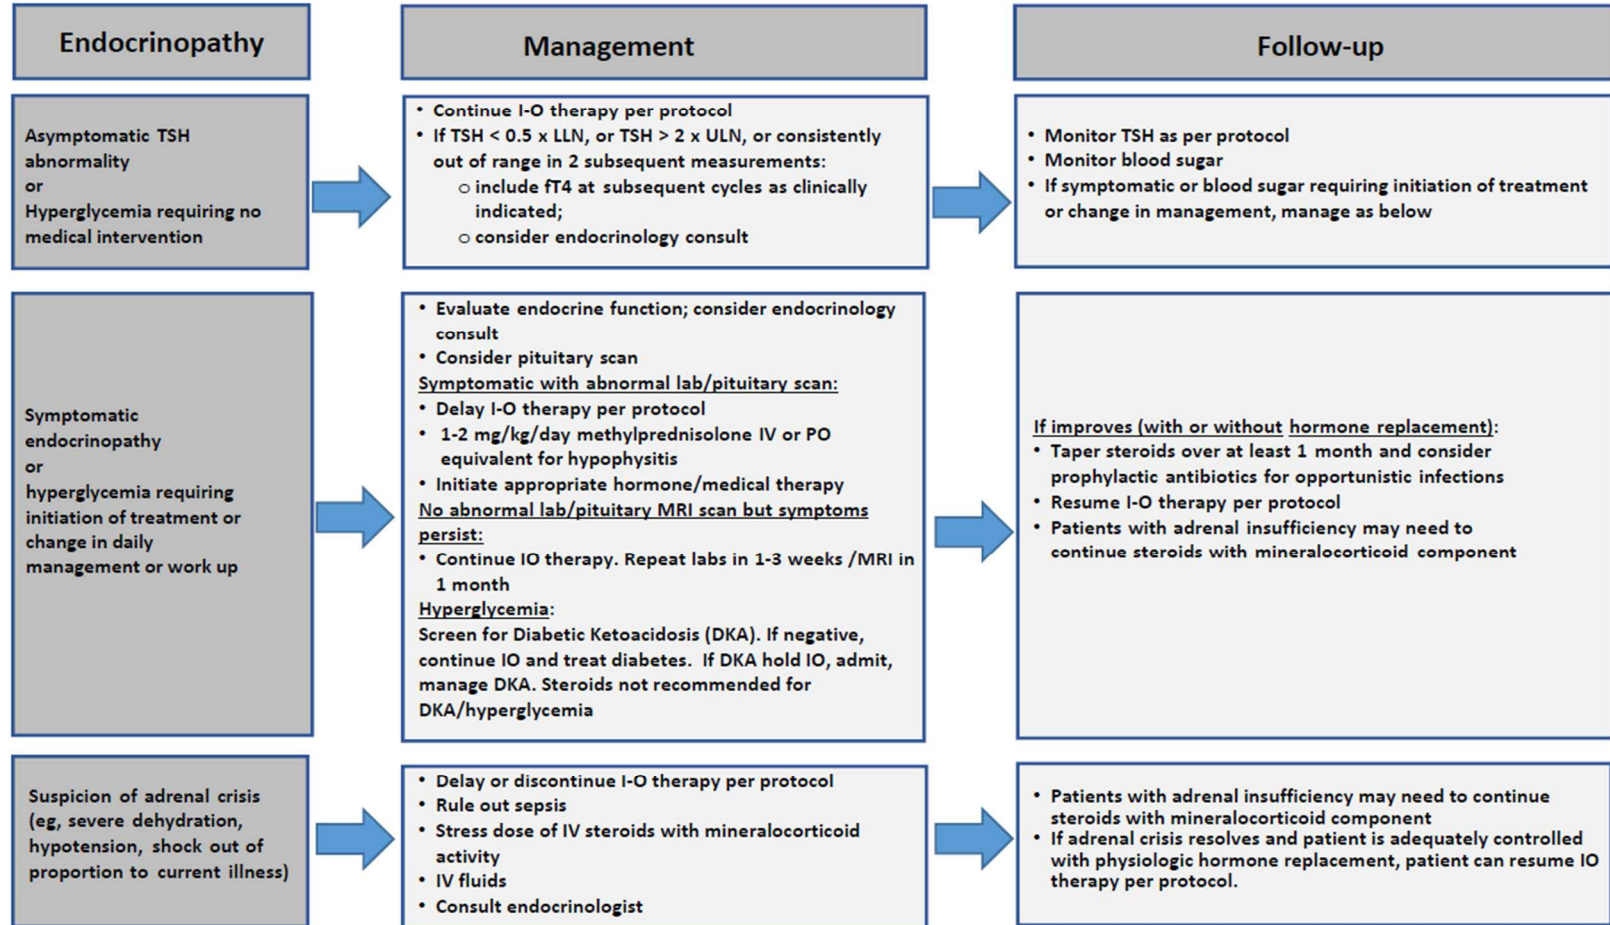 Endocrinopathy
Management
Follow-up
Asymptomatic TSH
abnormality
or
Hyperglycemia requiring no
medical intervention
• Continue I-O therapy per protocol
• If TSH < 0.5 x LLN, or TSH > 2 x ULN, or consistently
out of range in 2 subsequent measurements:
o include fT4 at subsequent cycles as clinically
indicated;
o consider endocrinology consult
• Monitor TSH as per protocol
• Monitor blood sugar
• If symptomatic or blood sugar requiring initiation of treatment
or change in management, manage as below
Symptomatic
endocrinopathy
or
hyperglycemia requiring
initiation of treatment or
change in daily
management or work up
• Evaluate endocrine function; consider endocrinology
consult
• Consider pituitary scan
Symptomatic with abnormal lab/pituitary scan:
• Delay I-O therapy per protocol
• 1-2 mg/kg/day methylprednisolone IV or PO
equivalent for hypophysitis
• Initiate appropriate hormone/medical therapy
No abnormal lab/pituitary MRI scan but symptoms
persist:
• Continue IO therapy. Repeat labs in 1-3 weeks /MRI in
1 month
Hyperglycemia:
Screen for Diabetic Ketoacidosis (DKA). If negative,
continue IO and treat diabetes. If DKA hold IO, admit,
manage DKA. Steroids not recommended for
DKA/hyperglycemia
If improves (with or without hormone replacement):
• Taper steroids over at least 1 month and consider
prophylactic antibiotics for opportunistic infections
• Resume I-O therapy per protocol
• Patients with adrenal insufficiency may need to
continue steroids with mineralocorticoid component
Suspicion of adrenal crisis
(eg, severe dehydration,
hypotension, shock out of
proportion to current illness)
• Delay or discontinue I-O therapy per protocol
• Rule out sepsis
• Stress dose of IV steroids with mineralocorticoid
activity
• IV fluids
• Consult endocrinologist
• Patients with adrenal insufficiency may need to continue
steroids with mineralocorticoid component
• If adrenal crisis resolves and patient is adequately controlled
with physiologic hormone replacement, patient can resume IO
therapy per protocol.